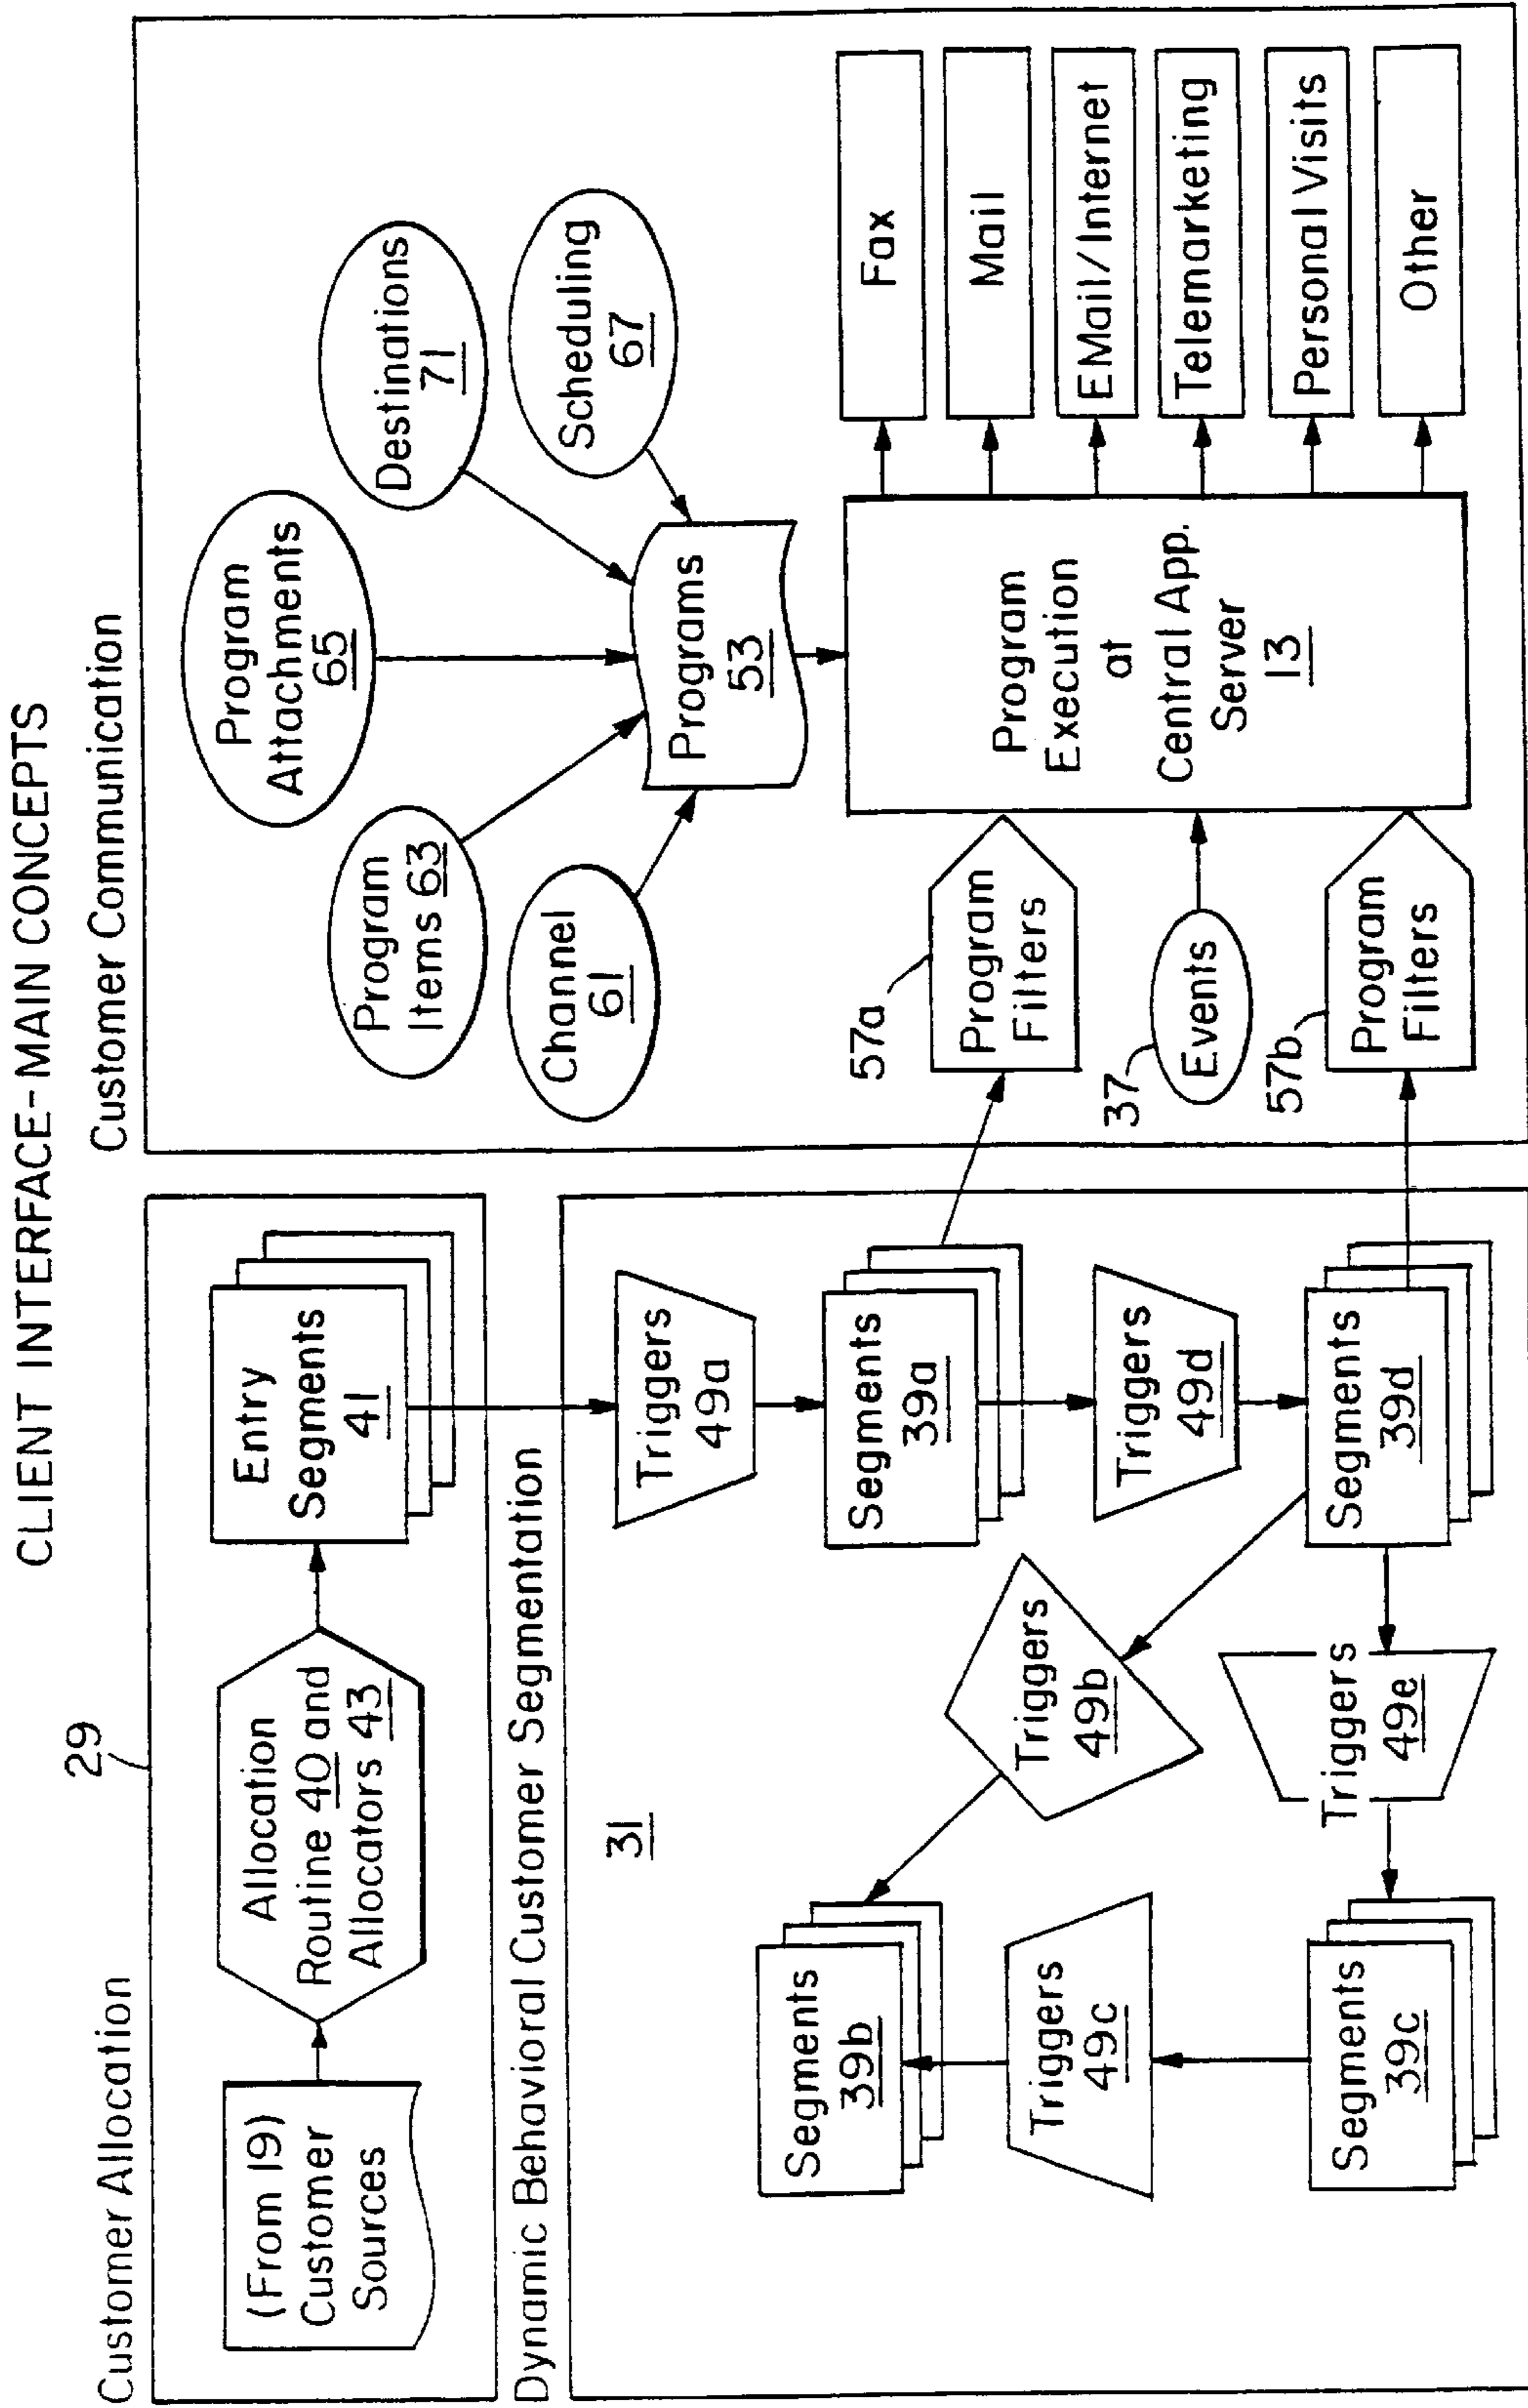 CLIENT INTERFACE-MAIN CONCEPTS
Customer Allocation
29
(From 19)
Customer
Sources
Allocation
Routine 40 and
Allocators 43
Entry
Segments
41
Dynamic Behavioral Customer Segmentation
31
Triggers
49a
Segments
39a
Triggers
49d
Segments
39d
Triggers
49b
Triggers
49e
Segments
39b
Triggers
49c
Segments
39c
Customer Communication
Program
Attachments
65
Program
Items 63
Destinations
71
Channel
61
Scheduling
67
Programs
53
57a
Program
Filters
37
Events
57b
Program
Filters
Program
Execution
at
Central App.
Server
13
Fax
Mail
EMail/Internet
Telemarketing
Personal Visits
Other